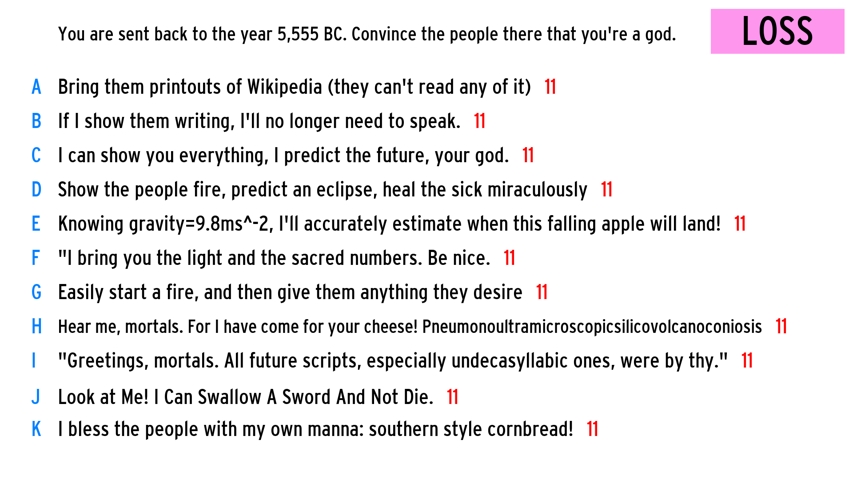 You are sent back to the year 5,555 BC. Convince the people there that you're a god.
LOSS
A Bring them printouts of Wikipedia (they can't read any of it) 11
B If I show them writing, I'll no longer need to speak. 11
C I can show you everything, I predict the future, your god. 11
D Show the people fire, predict an eclipse, heal the sick miraculously 11
E Knowing gravity=9.8ms^-2, I'll accurately estimate when this falling apple will land! 11
F "I bring you the light and the sacred numbers. Be nice. 11
G Easily start a fire, and then give them anything they desire 11
H Hear me, mortals. For I have come for your cheese! Pneumonoultramicroscopicsilicovolcanoconiosis 11
I "Greetings, mortals. All future scripts, especially undecasyllabic ones, were by thy." 11
J Look at Me! I Can Swallow A Sword And Not Die. 11
K I bless the people with my own manna: southern style cornbread! 11